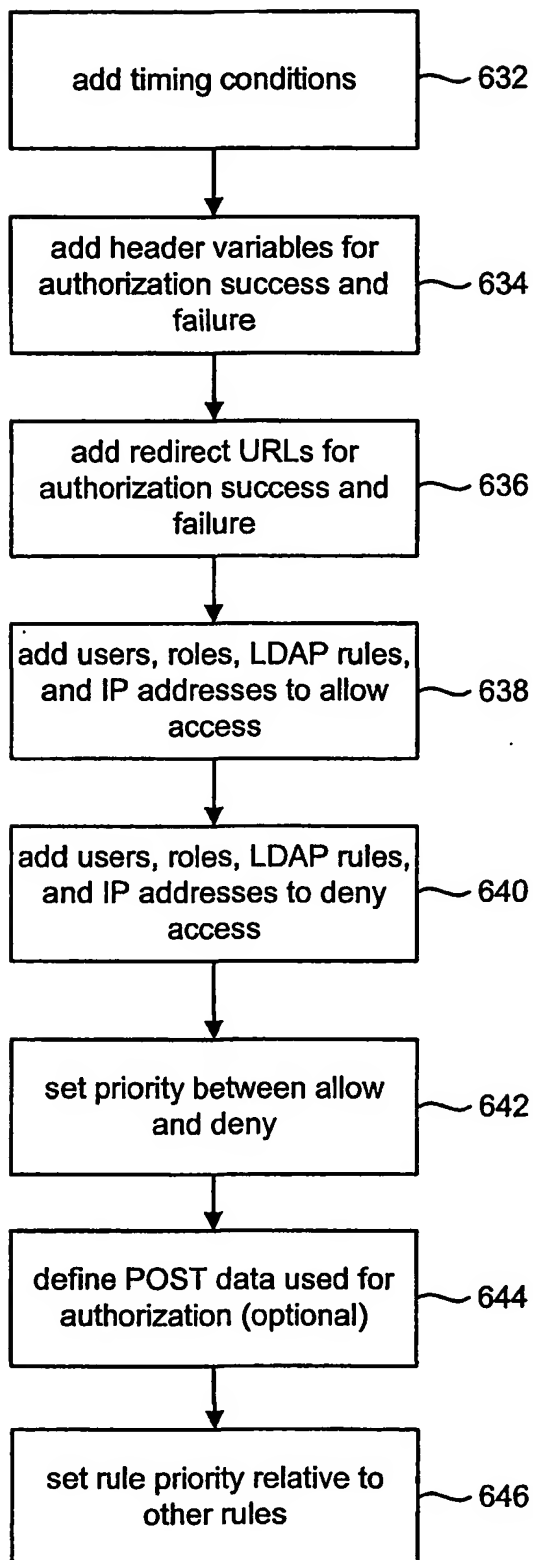 add timing conditions
632
add header variables for
authorization success and
failure
634
add redirect URLs for
authorization success and
failure
636
add users, roles, LDAP rules,
and IP addresses to allow
access
638
add users, roles, LDAP rules,
and IP addresses to deny
access
640
set priority between allow
and deny
642
define POST data used for
authorization (optional)
644
set rule priority relative to
other rules
646